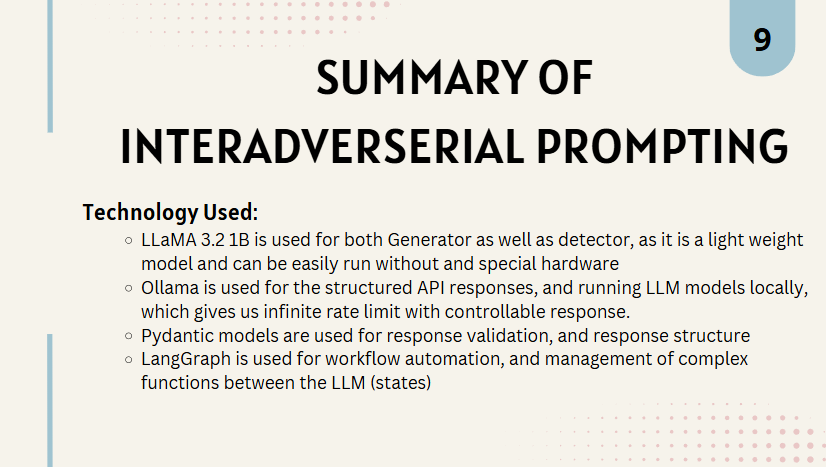 9
SUMMARY OF
INTERADVERSERIAL PROMPTING
Technology Used:
LLaMA 3.2 1B is used for both Generator as well as detector, as it is a light weight
model and can be easily run without and special hardware
Ollama is used for the structured API responses, and running LLM models locally,
which gives us infinite rate limit with controllable response.
Pydantic models are used for response validation, and response structure
LangGraph is used for workflow automation, and management of complex
functions between the LLM (states)